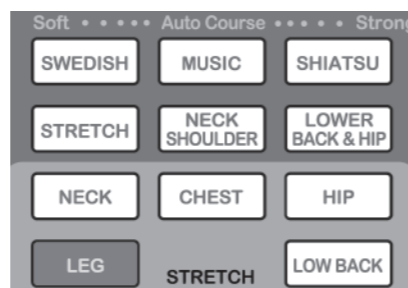 Soft • • • • • Auto Course • • • • • Strong
SWEDISH MUSIC SHIATSU
STRETCH NECK SHOULDER LOWER BACK & HIP
NECK CHEST HIP
LEG STRETCH LOW BACK